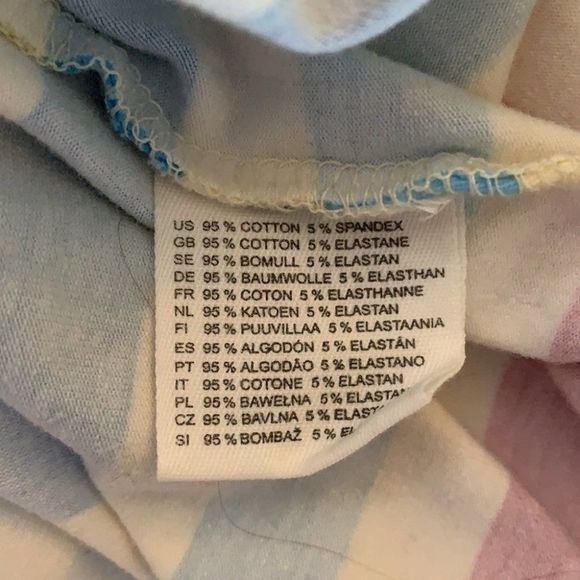 US 95 % COTTON 5 % SPANDEX
GB 95 % COTTON 5 % ELASTANE
SE 95 % BOMULL 5 % ELASTAN
DE 95 % BAUMWOLLE 5 % ELASTHAN
FR 95 % COTON 5 % ELASTHANNE
NL 95 % KATOEN 5 % ELASTAN
FI 95 % PUUVILLAA 5 % ELASTAANIA
ES 95 % ALGODÓN 5 % ELASTÁN
PT 95 % ALGODÃO 5 % ELASTANO
IT 95 % COTONE 5 % ELASTAN
PL 95 % BAWEŁNA 5 %
CZ 95 % BAVLNA 5 %
SI 95 % BOMBAŽ 5 %